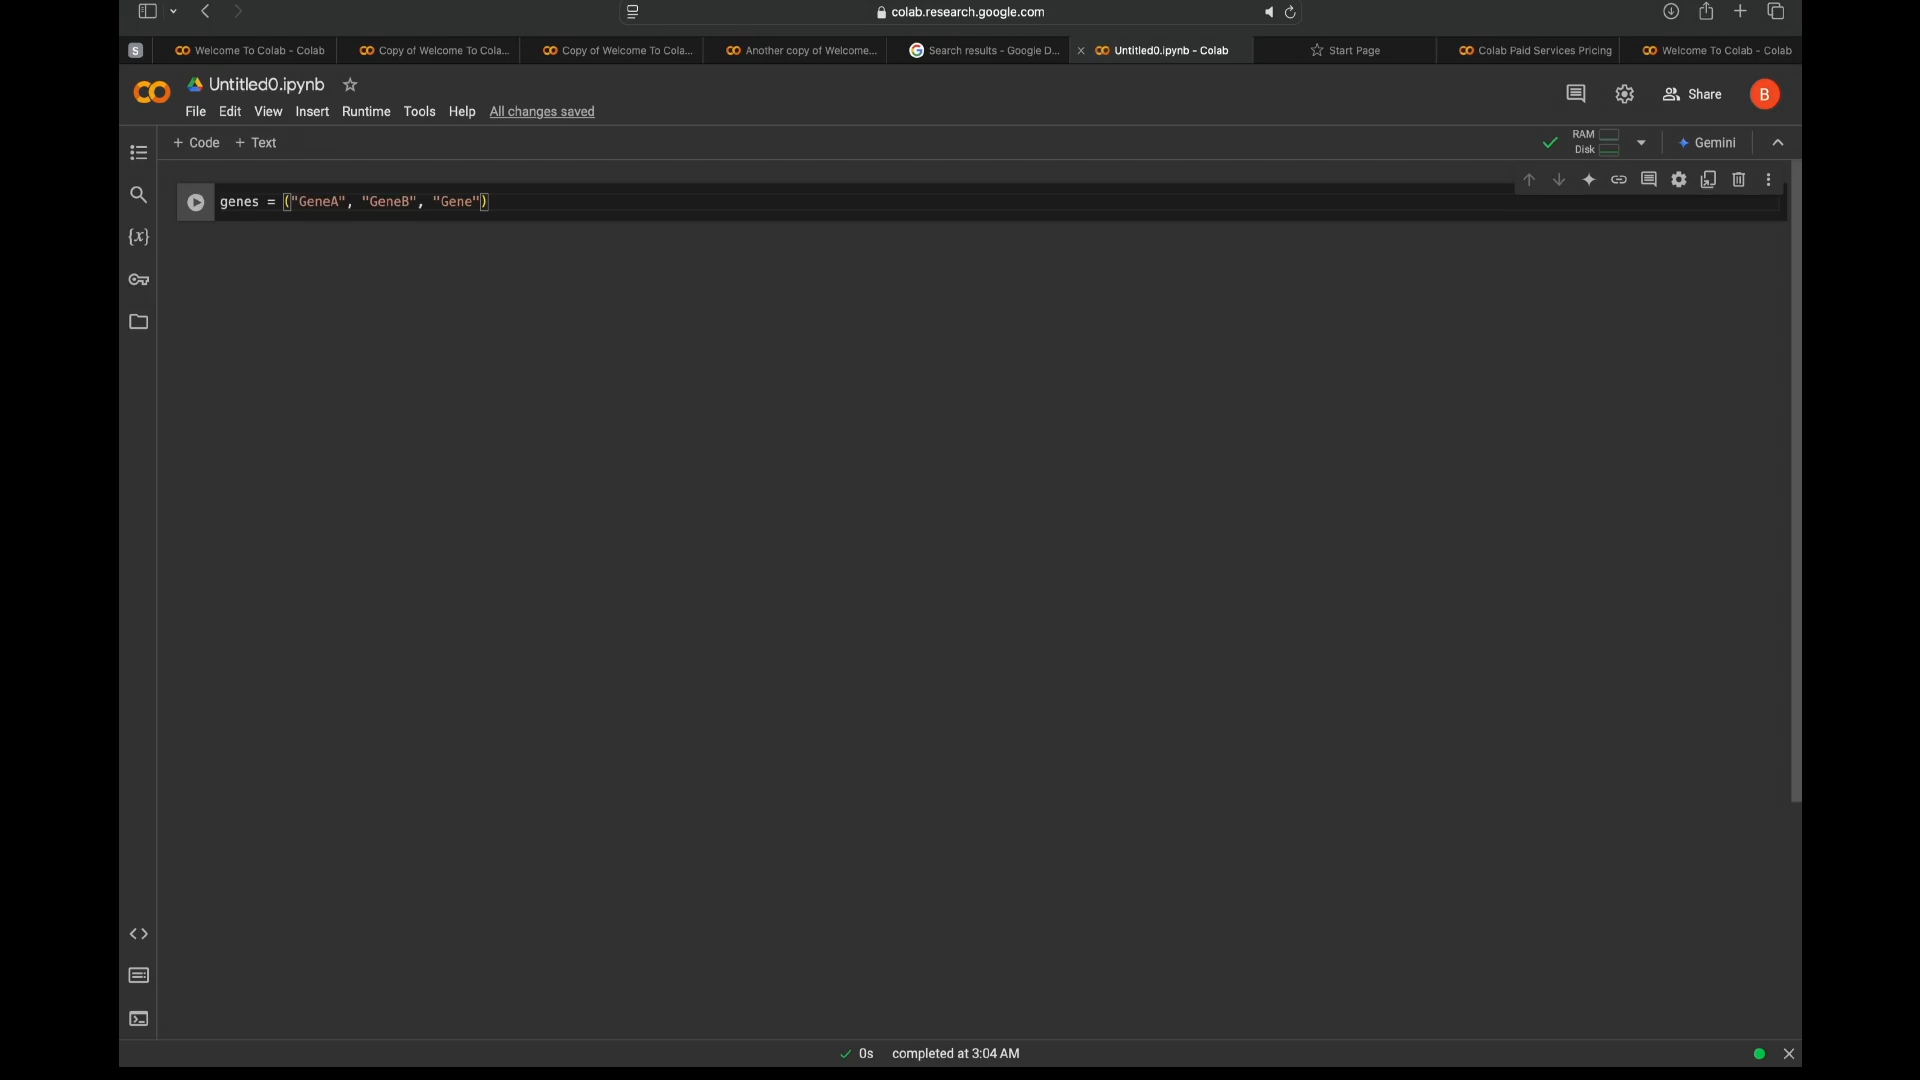 colab.research.google.com
S
Welcome To Colab - Colab
Copy of Welcome To Cola...
Copy of Welcome To Cola...
Another copy of Welcome...
Search results - Google D...
Untitled0.ipynb - Colab
Start Page
Colab Paid Services Pricing
Welcome To Colab - Colab
Untitled0.ipynb
File Edit View Insert Runtime Tools Help All changes saved
Share
B
+ Code + Text
RAM
Disk
Gemini
{x}
genes = ("GeneA", "GeneB", "Gene")
0s completed at 3:04 AM